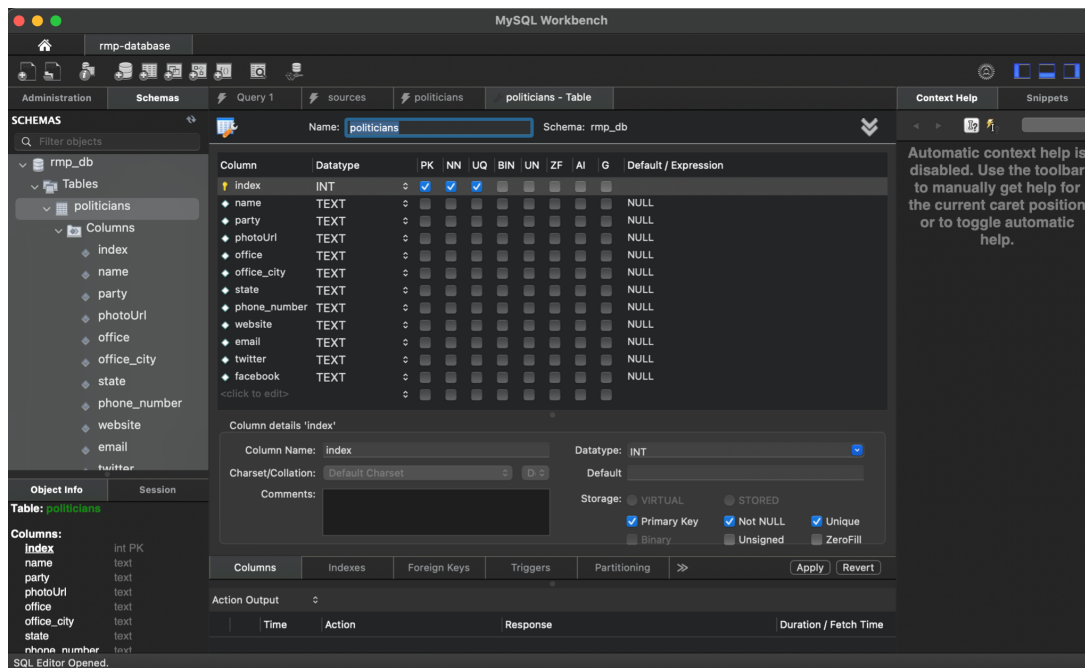 MySQL Workbench
rmp-database
Administration Schemas
SCHEMAS
Filter objects
rmp_db
Tables
politicians
Columns
index
name
party
photoUrl
office
office_city
state
phone_number
website
email
twitter
Object Info Session
Table: politicians
Columns:
index int PK
name text
party text
photoUrl text
office text
office_city text
state text
phone_number text
SQL Editor Opened.
Query 1 sources politicians politicians - Table
Name: politicians Schema: rmp_db
Column Datatype PK NN UQ BIN UN ZF AI G Default / Expression
index INT
name TEXT NULL
party TEXT NULL
photoUrl TEXT NULL
office TEXT NULL
office_city TEXT NULL
state TEXT NULL
phone_number TEXT NULL
website TEXT NULL
email TEXT NULL
twitter TEXT NULL
facebook TEXT NULL
<click to edit>
Column details 'index'
Column Name: index Datatype: INT
Charset/Collation: Default Charset D Default
Comments: Storage: VIRTUAL STORED
Primary Key Not NULL Unique
Binary Unsigned ZeroFill
Columns Indexes Foreign Keys Triggers Partitioning Apply Revert
Action Output
Time Action Response Duration / Fetch Time
Context Help Snippets
Automatic context help is
disabled. Use the toolbar
to manually get help for
the current caret position
or to toggle automatic
help.